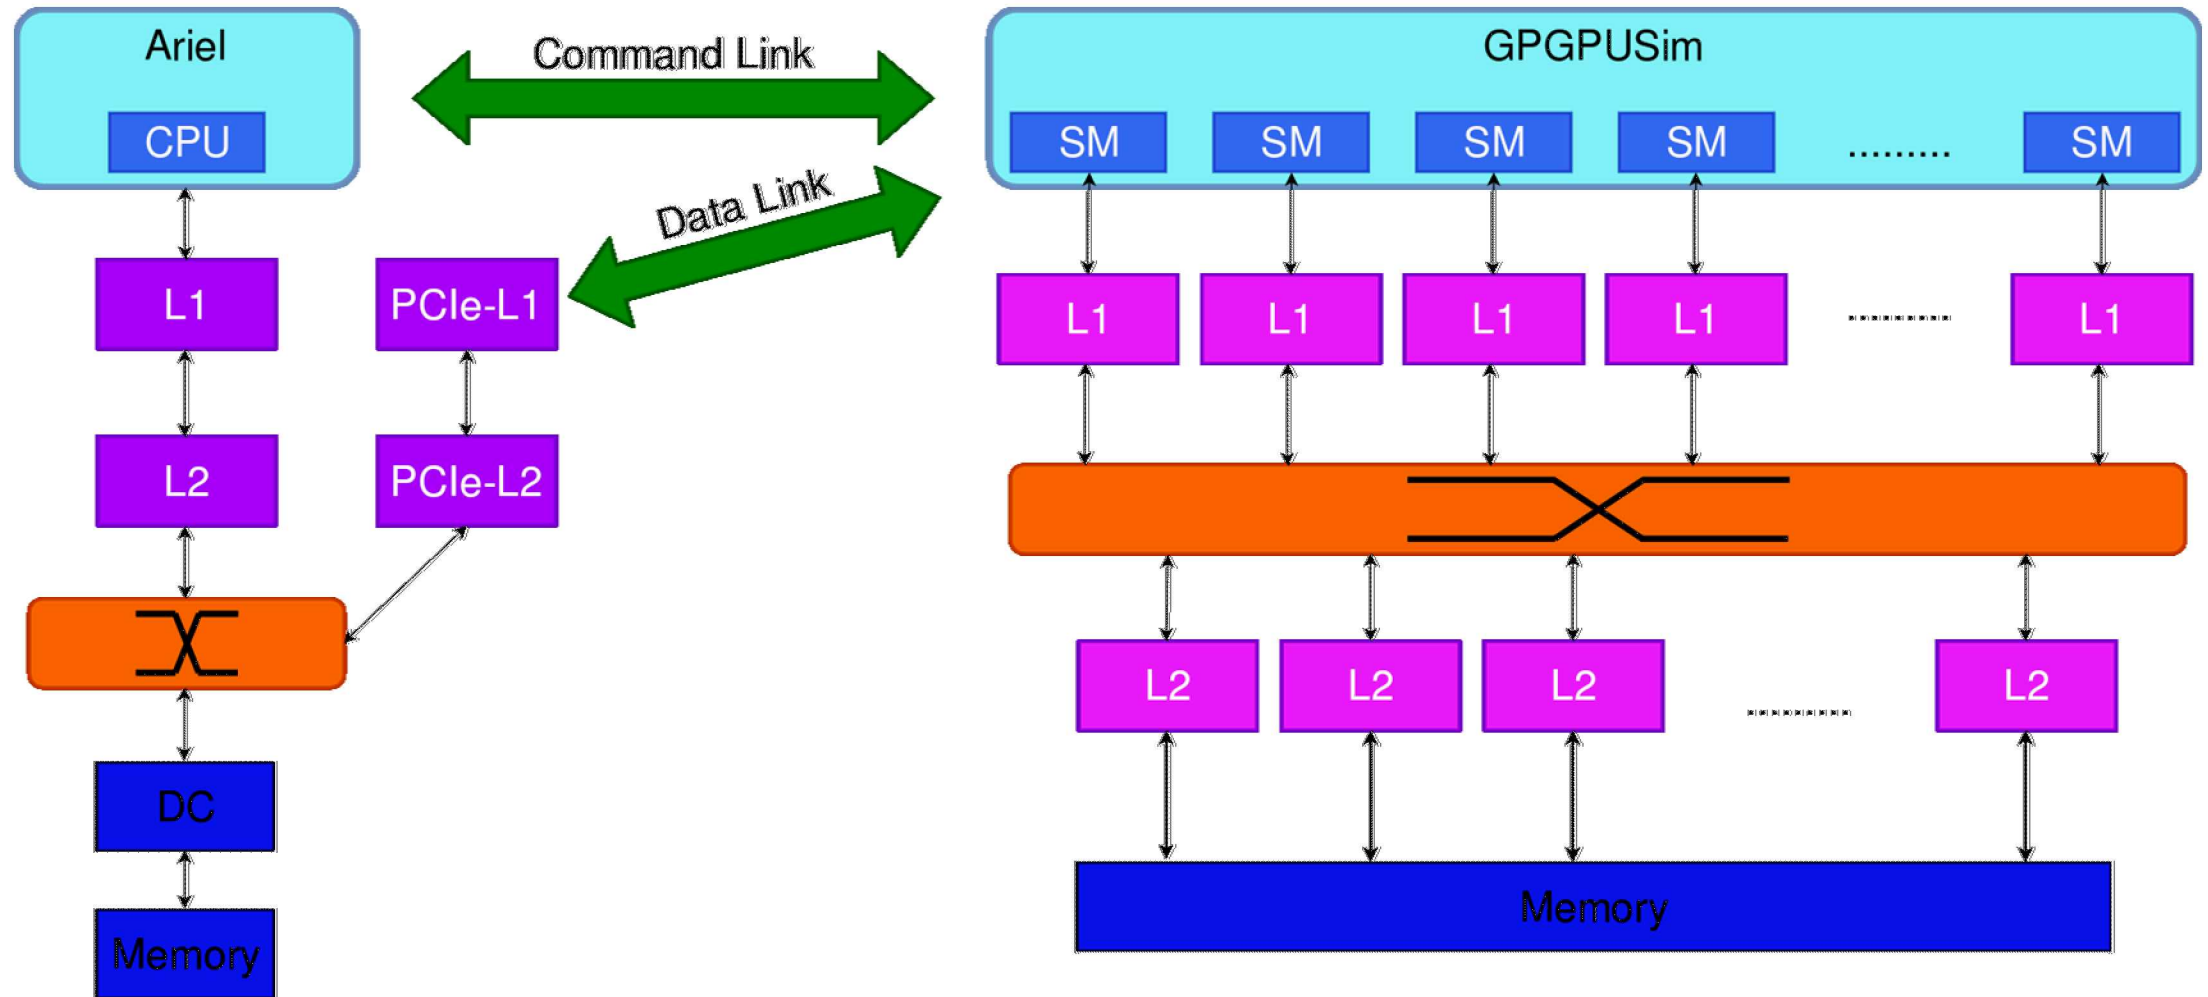 Ariel
Command Link
GPGPUSim
CPU
SM SM SM SM ......... SM
Data Link
L1 PCIe-L1
L1 L1 L1 L1 .......... L1
L2 PCIe-L2
L2 L2 L2 ......... L2
DC
Memory
Memory